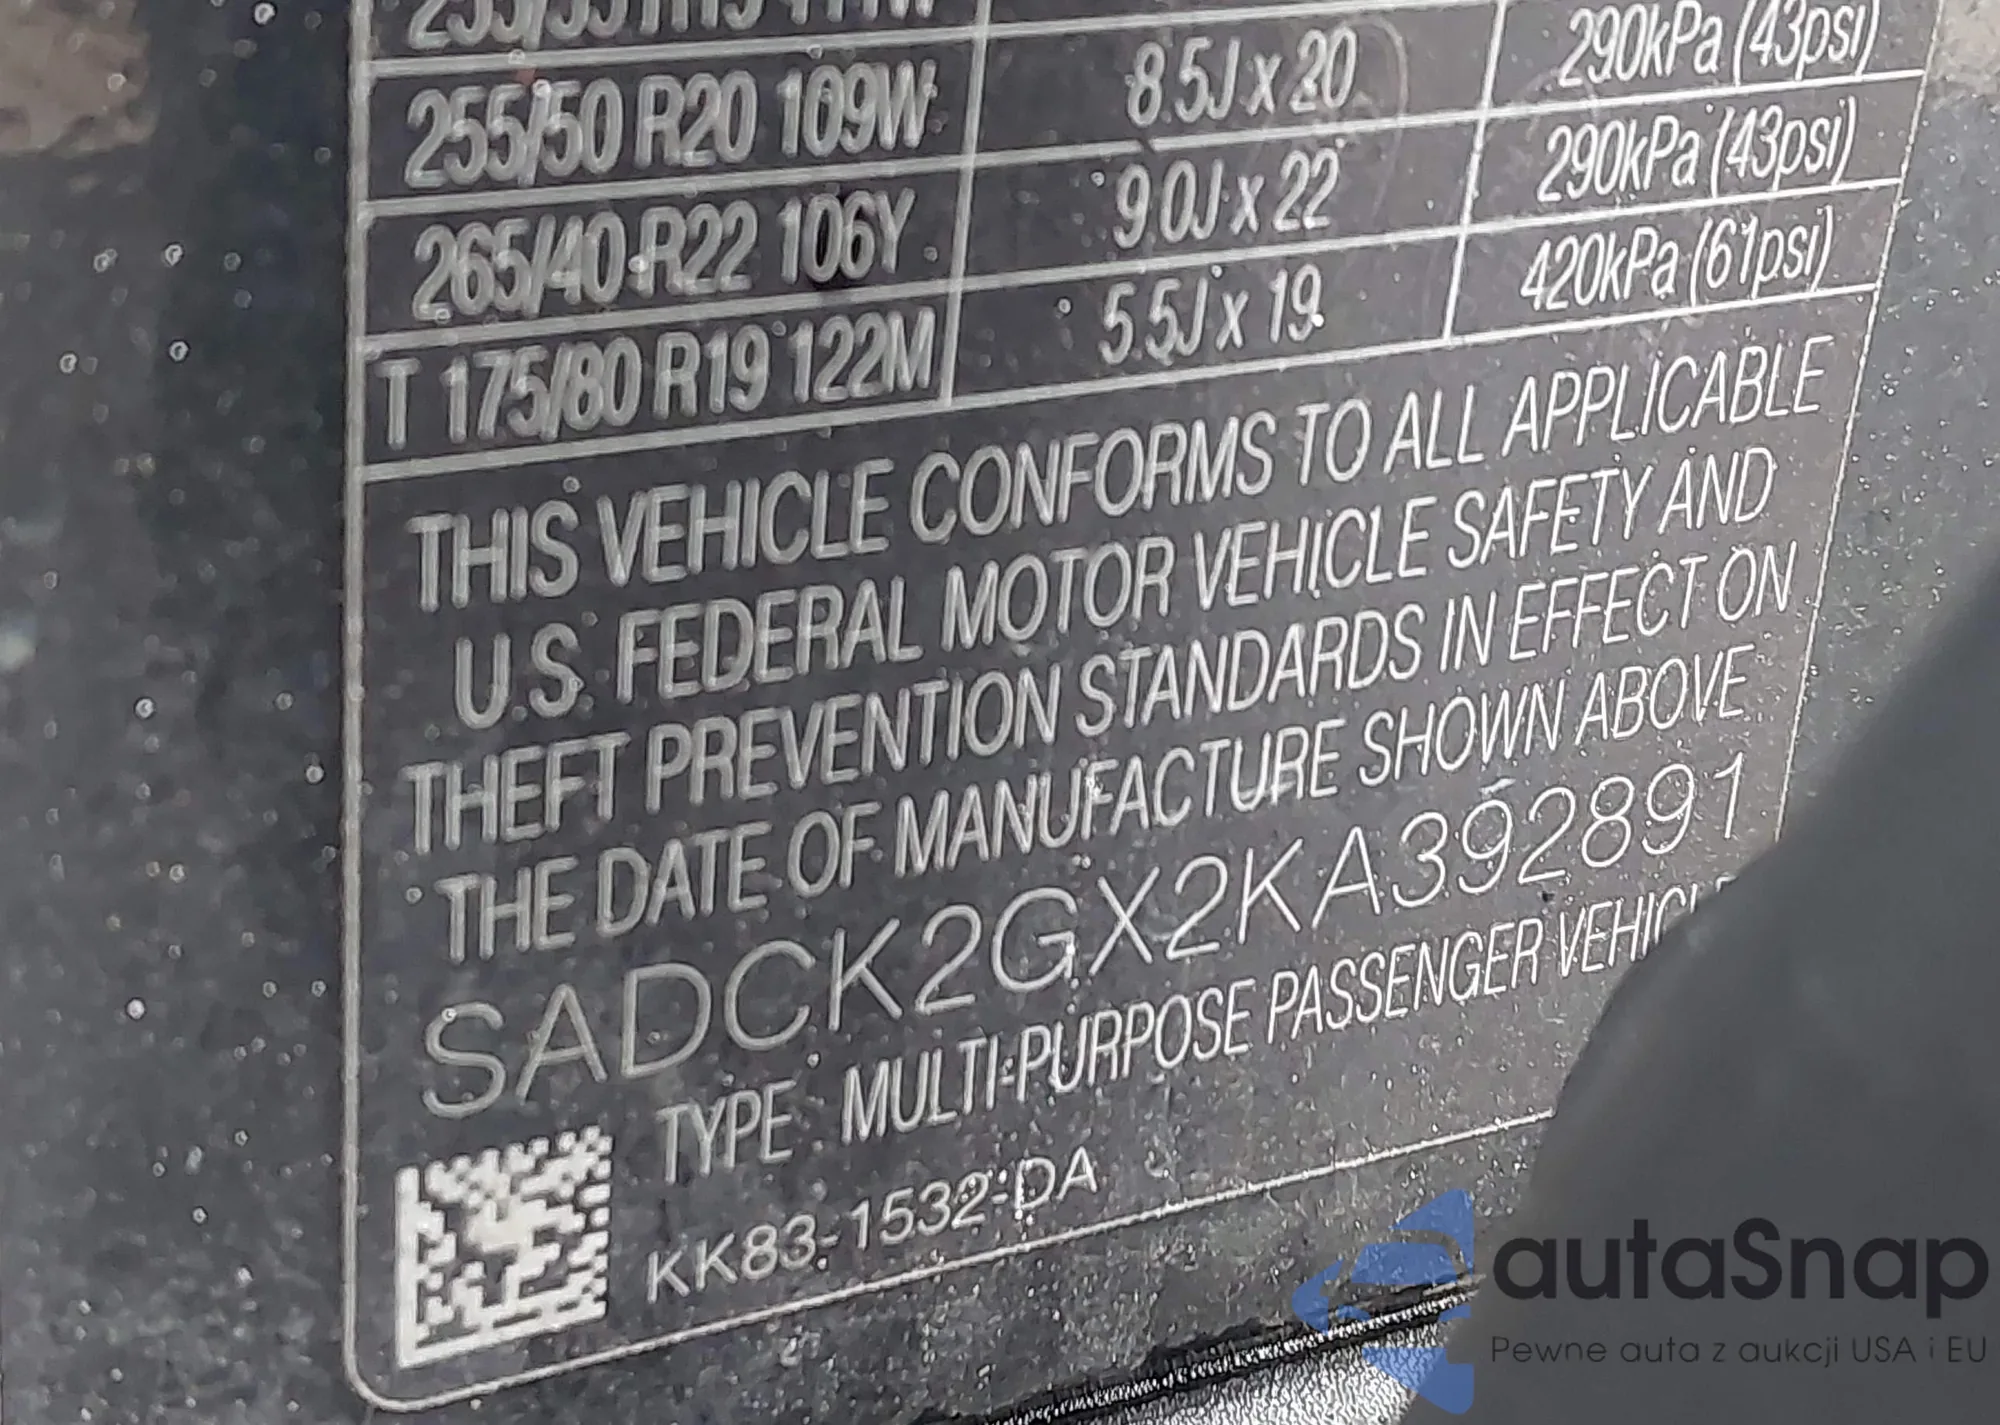 255/50 R20 109W 8.5J x 20 290kPa (43psi)
265/40 R22 106Y 9.0J x 22 290kPa (43psi)
T 175/80 R19 122M 5.5J x 19 420kPa (61psi)
THIS VEHICLE CONFORMS TO ALL APPLICABLE
U.S. FEDERAL MOTOR VEHICLE SAFETY AND
THEFT PREVENTION STANDARDS IN EFFECT ON
THE DATE OF MANUFACTURE SHOWN ABOVE
SADCK2GX2KA392891
TYPE : MULTI-PURPOSE PASSENGER
KK83-1532-DA
autaSnap
Pewne auta z aukcji USA i EU